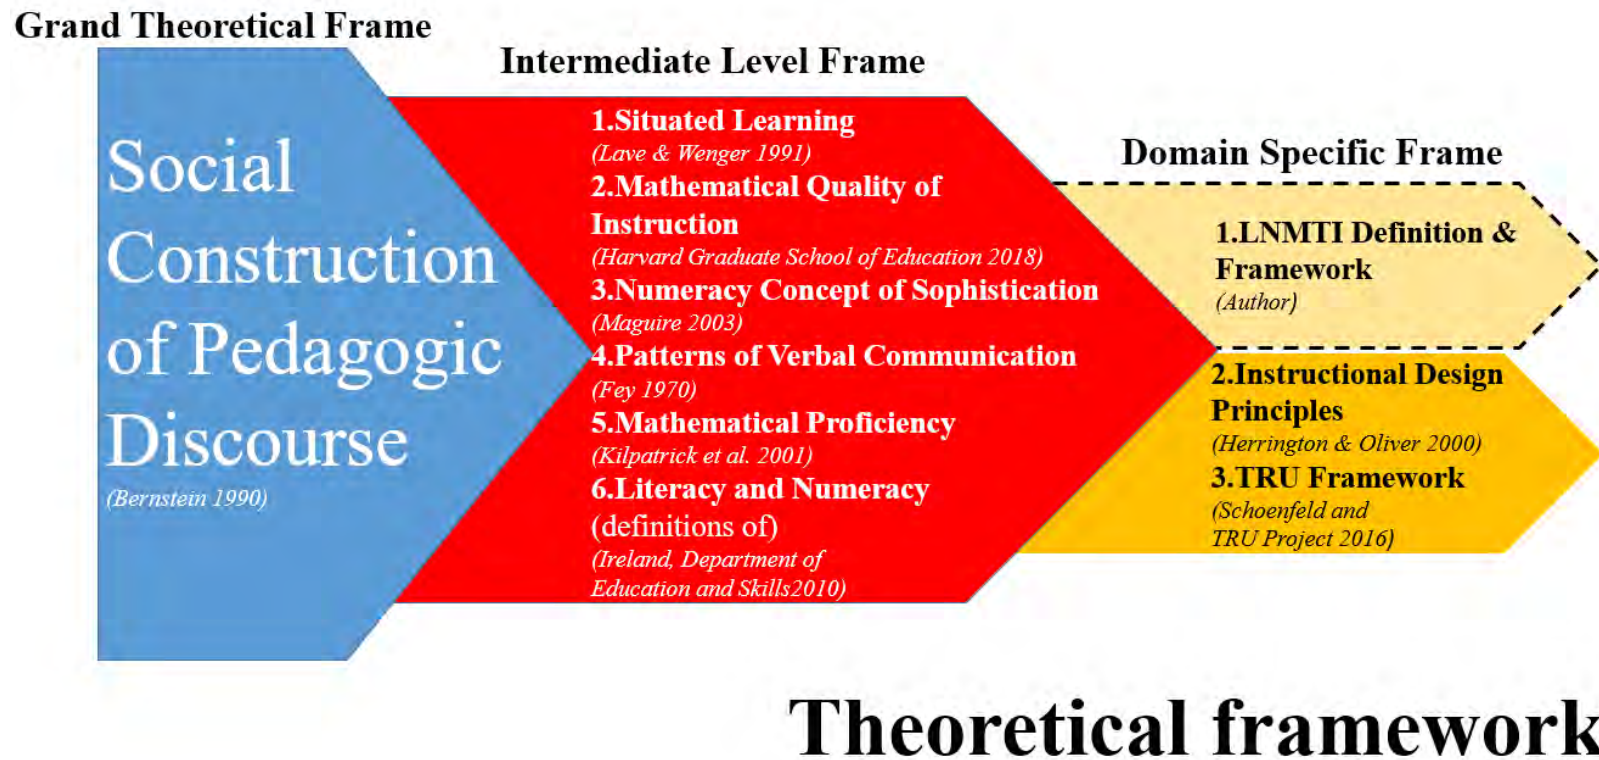 Grand Theoretical Frame
Social
Construction
of Pedagogic
Discourse
(Bernstein 1990)
Intermediate Level Frame
1.Situated Learning
(Lave & Wenger 1991)
2.Mathematical Quality of
Instruction
(Harvard Graduate School of Education 2018)
3.Numeracy Concept of Sophistication
(Maguire 2003)
4.Patterns of Verbal Communication
(Fey 1970)
5.Mathematical Proficiency
(Kilpatrick et al. 2001)
6.Literacy and Numeracy
(definitions of)
(Ireland, Department of
Education and Skills2010)
Domain Specific Frame
1.LNMTI Definition &
Framework
(Author)
2.Instructional Design
Principles
(Herrington & Oliver 2000)
3.TRU Framework
(Schoenfeld and
TRU Project 2016)
Theoretical framework